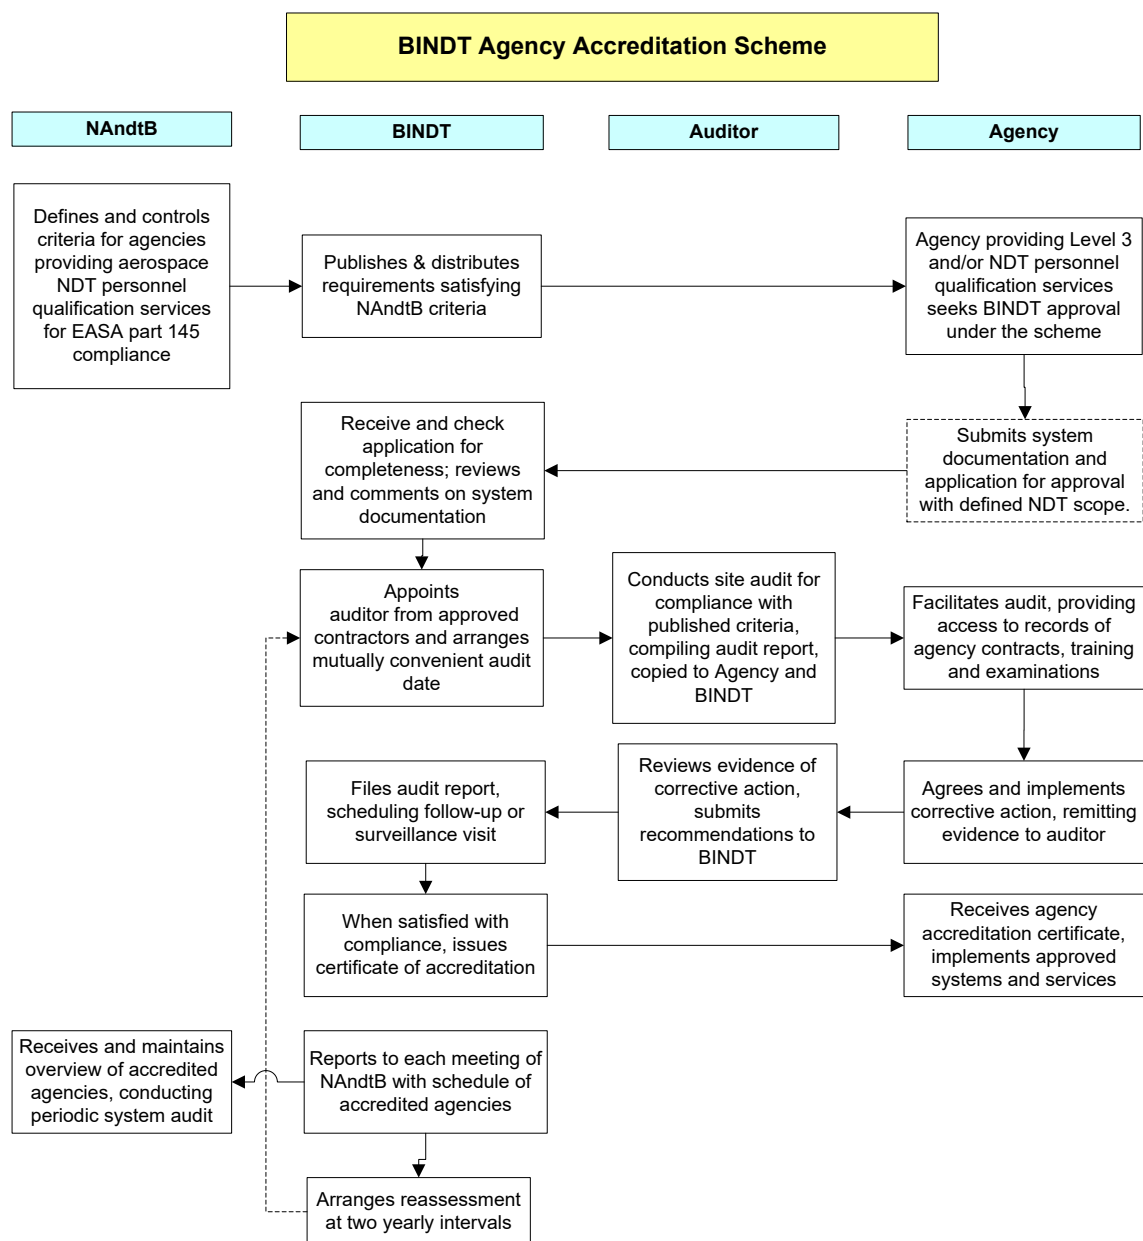 BINDT Agency Accreditation Scheme
NAndtB
BINDT
Auditor
Agency
Defines and controls
criteria for agencies
providing aerospace
NDT personnel
qualification services
for EASA part 145
compliance
Publishes & distributes
requirements satisfying
NAndtB criteria
Agency providing Level 3
and/or NDT personnel
qualification services
seeks BINDT approval
under the scheme
Receive and check
application for
completeness; reviews
and comments on system
documentation
Submits system
documentation and
application for approval
with defined NDT scope.
Appoints
auditor from approved
contractors and arranges
mutually convenient audit
date
Conducts site audit for
compliance with
published criteria,
compiling audit report,
copied to Agency and
BINDT
Facilitates audit, providing
access to records of
agency contracts, training
and examinations
Files audit report,
scheduling follow-up or
surveillance visit
Reviews evidence of
corrective action,
submits
recommendations to
BINDT
Agrees and implements
corrective action, remitting
evidence to auditor
When satisfied with
compliance, issues
certificate of accreditation
Receives agency
accreditation certificate,
implements approved
systems and services
Receives and maintains
overview of accredited
agencies, conducting
periodic system audit
Reports to each meeting of
NAndtB with schedule of
accredited agencies
Arranges reassessment
at two yearly intervals